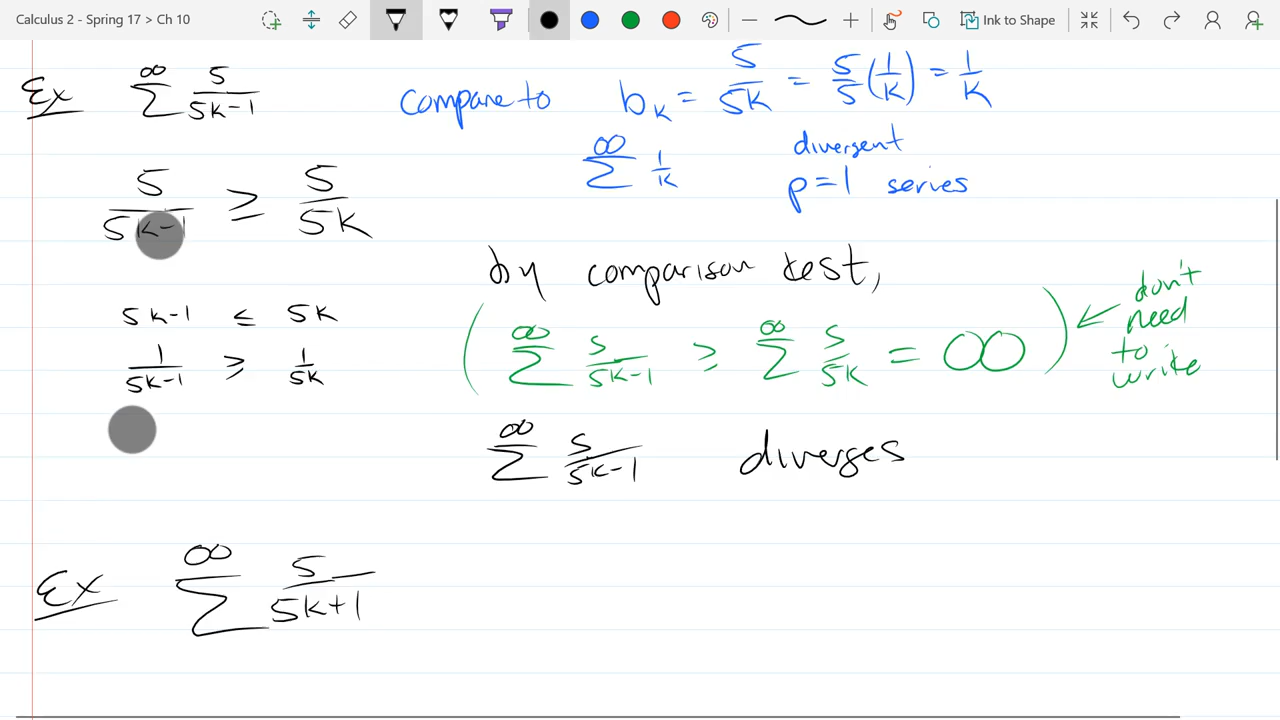 Calculus 2 - Spring 17 > Ch 10
Ink to Shape
Ex ∞ ∑ 5/(5k-1) compare to b_k = 5/5k = 5/5 (1/k) = 1/k
∞ ∑ 1/k divergent
p=1 series
5/(5k-1) ≥ 5/5k
by comparison test,
5k-1 ≤ 5k
1/(5k-1) ≥ 1/5k
( ∞ ∑ 5/(5k-1) ≥ ∞ ∑ 5/5k = ∞ ) ← don't
need
to
write
∞ ∑ 5/(5k-1) diverges
Ex ∞ ∑ 5/(5k+1)